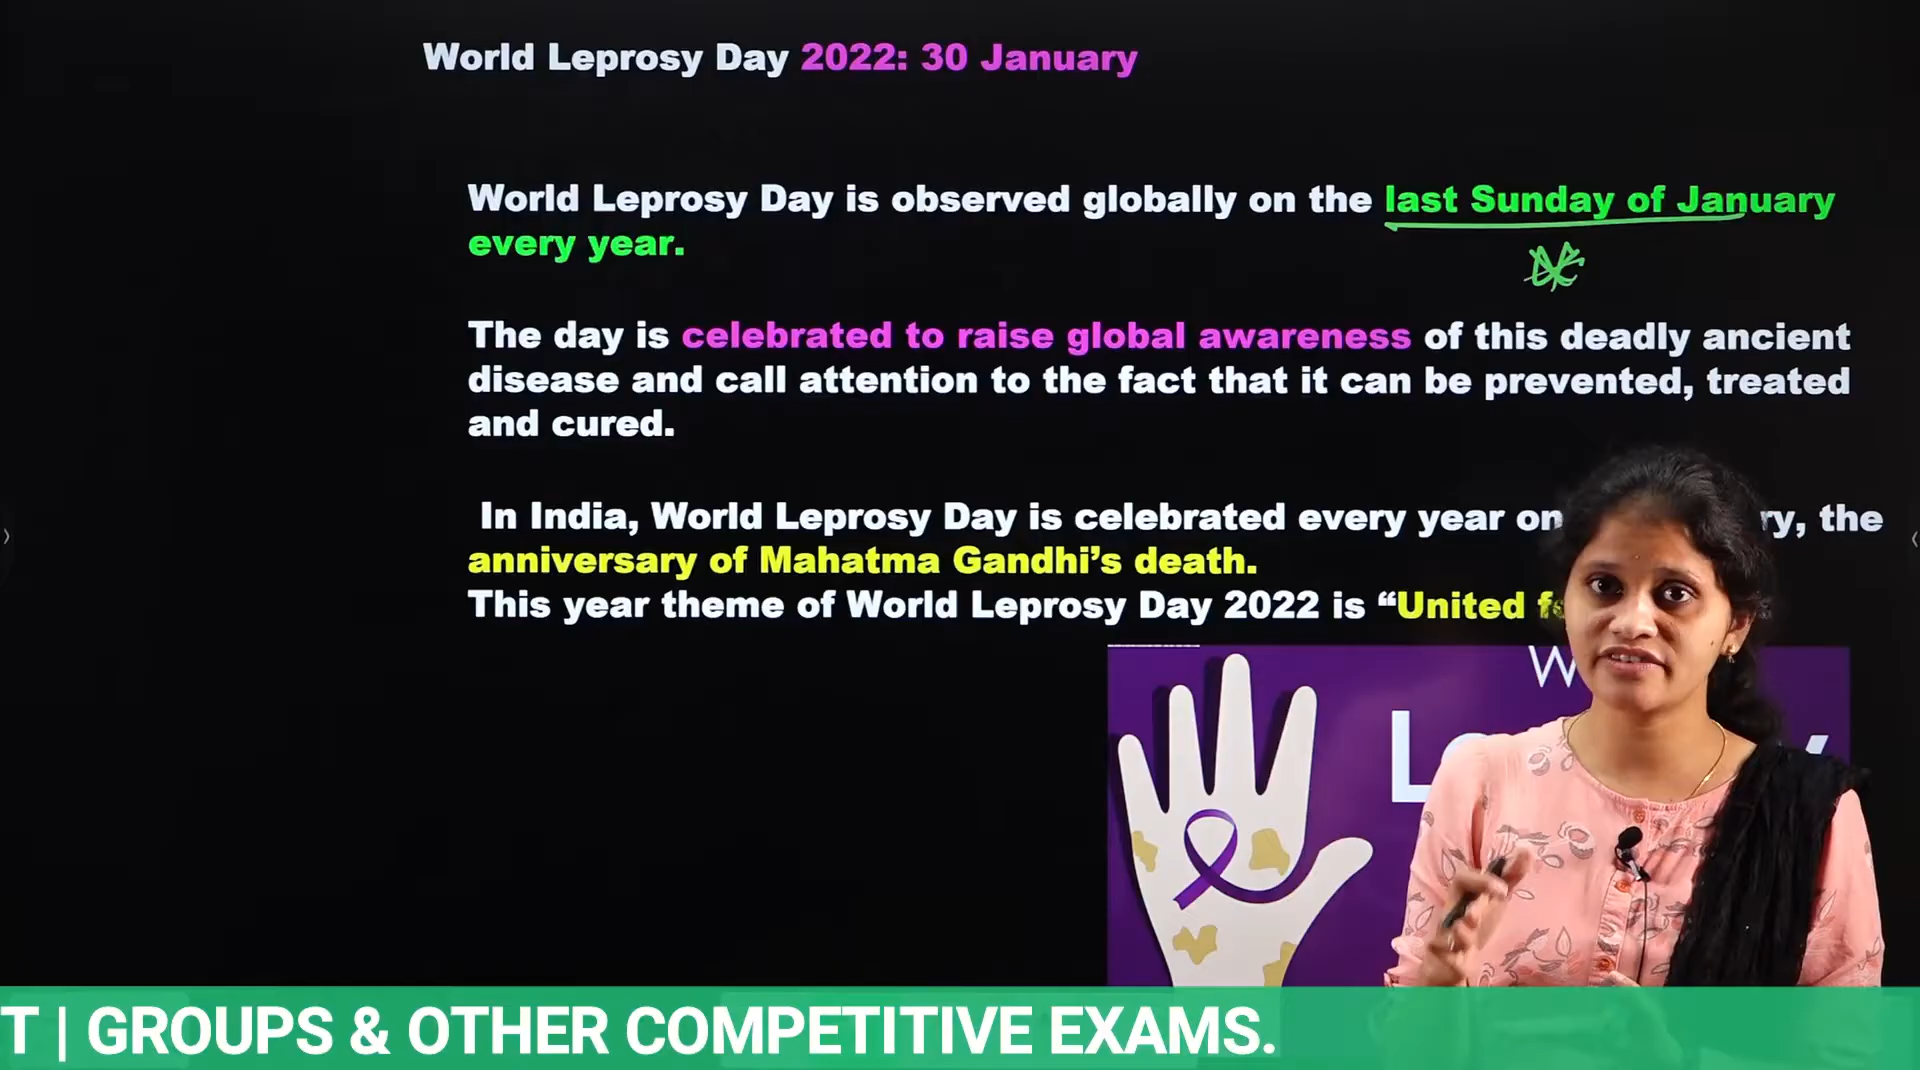 World Leprosy Day 2022: 30 January
World Leprosy Day is observed globally on the last Sunday of January
every year.
The day is celebrated to raise global awareness of this deadly ancient
disease and call attention to the fact that it can be prevented, treated
and cured.
In India, World Leprosy Day is celebrated every year on the
anniversary of Mahatma Gandhi’s death.
This year theme of World Leprosy Day 2022 is “United
T | GROUPS & OTHER COMPETITIVE EXAMS.